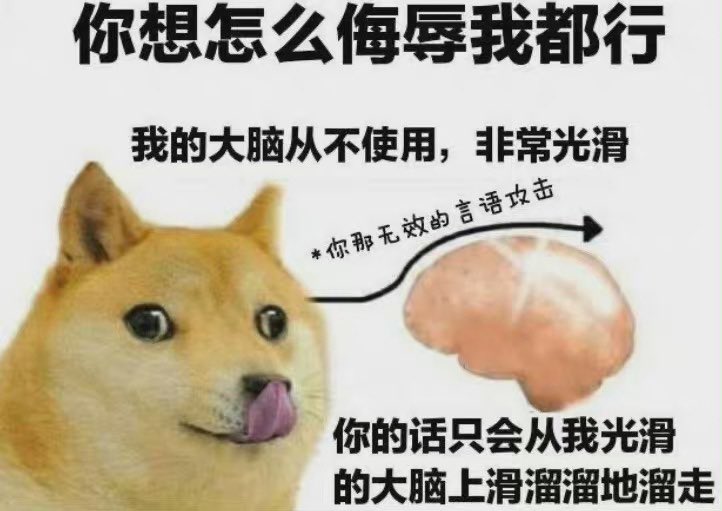 你想怎么侮辱我都行
我的大脑从不使用，非常光滑
*你那无效的言语攻击
你的话只会从我光滑
的大脑上滑溜溜地溜走